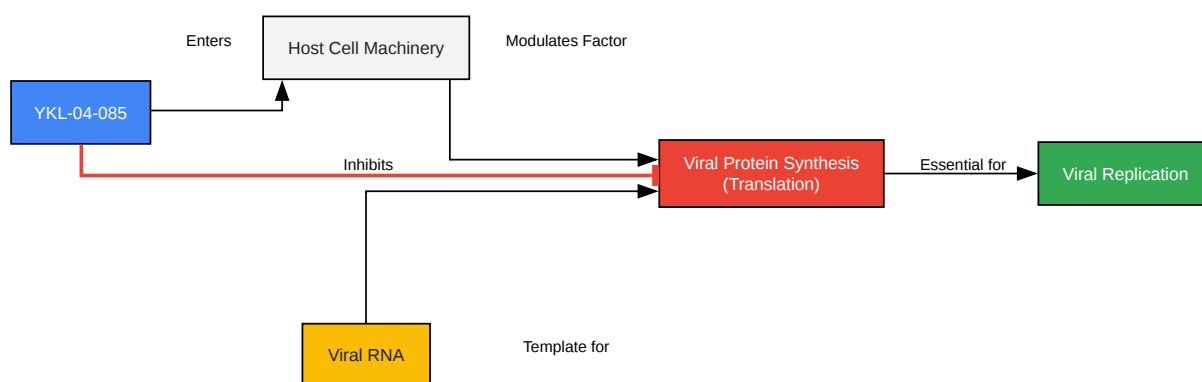 Enters
Host Cell Machinery
Modulates Factor
YKL-04-085
Inhibits
Viral Protein Synthesis
(Translation)
Essential for
Viral Replication
Viral RNA
Template for